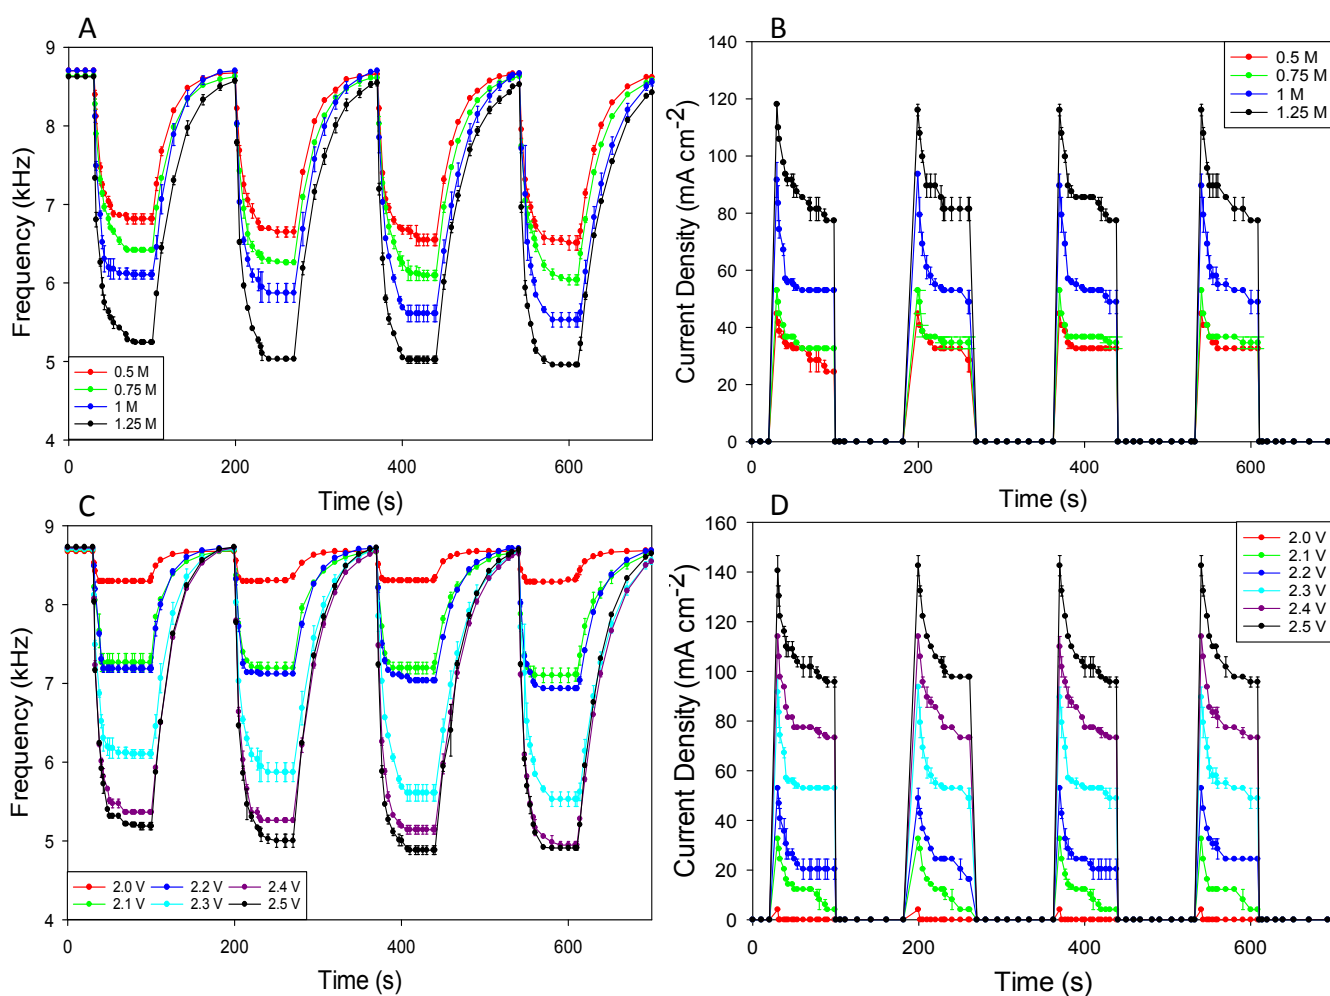 A
9
8
7
6
5
4
Frequency (kHz)
0.5 M
0.75 M
1 M
1.25 M
0
200
400
600
Time (s)
B
140
120
100
80
60
40
20
0
Current Density (mA cm-2)
0.5 M
0.75 M
1 M
1.25 M
0
200
400
600
Time (s)
C
9
8
7
6
5
4
Frequency (kHz)
2.0 V 2.2 V 2.4 V
2.1 V 2.3 V 2.5 V
0
200
400
600
Time (s)
D
160
140
120
100
80
60
40
20
0
Current Density (mA cm-2)
2.0 V
2.1 V
2.2 V
2.3 V
2.4 V
2.5 V
0
200
400
600
Time (s)